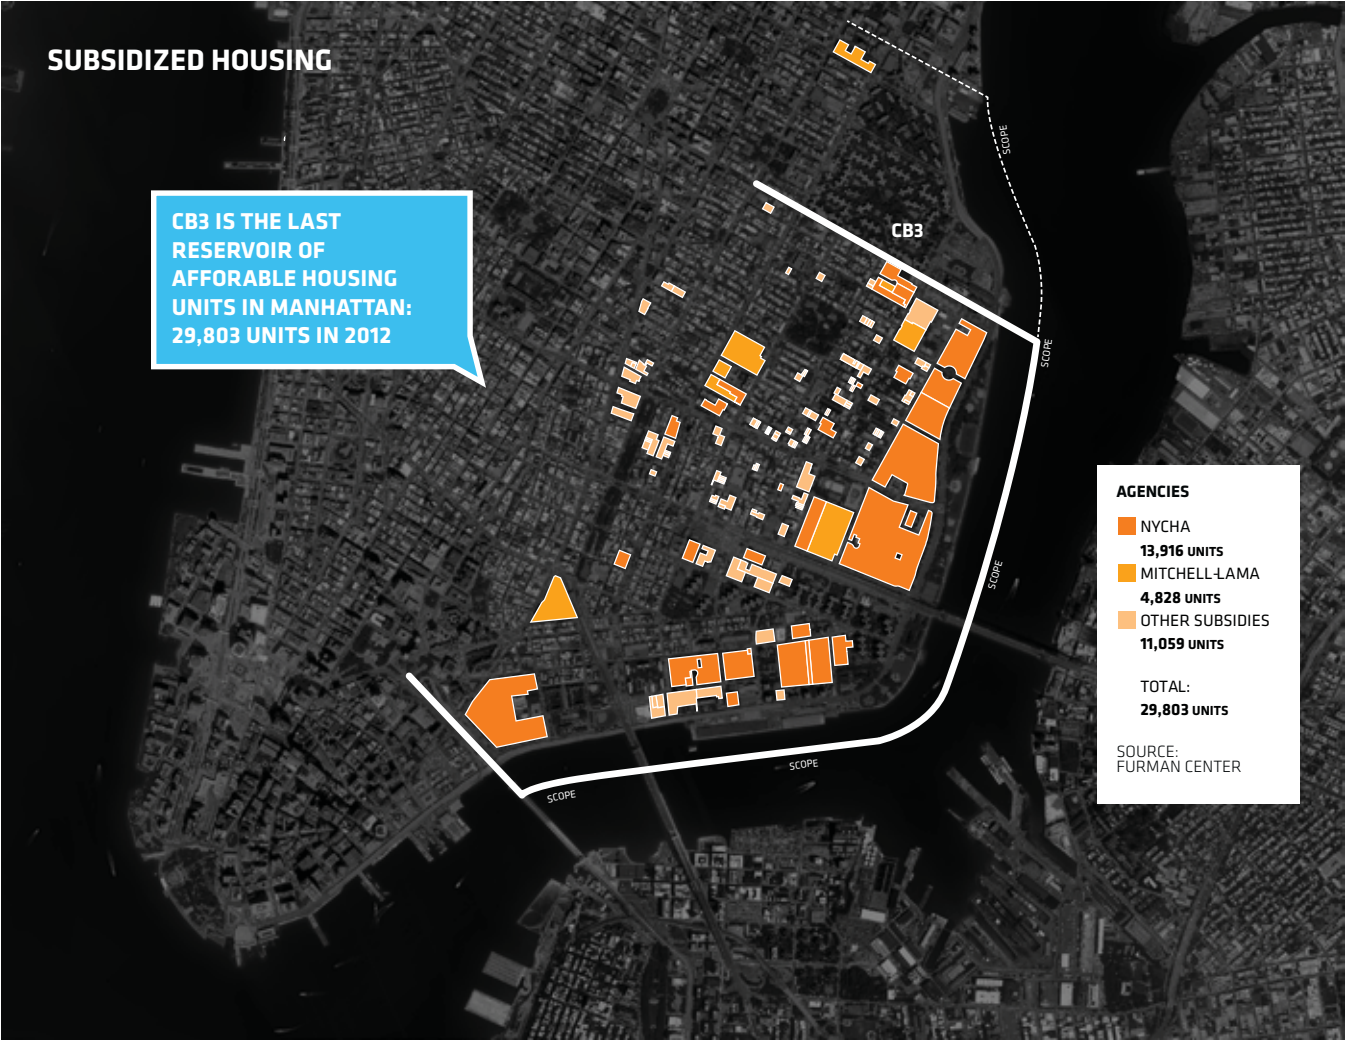 SUBSIDIZED HOUSING
CB3 IS THE LAST
RESERVOIR OF
AFFORABLE HOUSING
UNITS IN MANHATTAN:
29,803 UNITS IN 2012
SCOPE
CB3
SCOPE
SCOPE
SCOPE
SCOPE
AGENCIES
NYCHA
13,916 UNITS
MITCHELL-LAMA
4,828 UNITS
OTHER SUBSIDIES
11,059 UNITS
TOTAL:
29,803 UNITS
SOURCE:
FURMAN CENTER